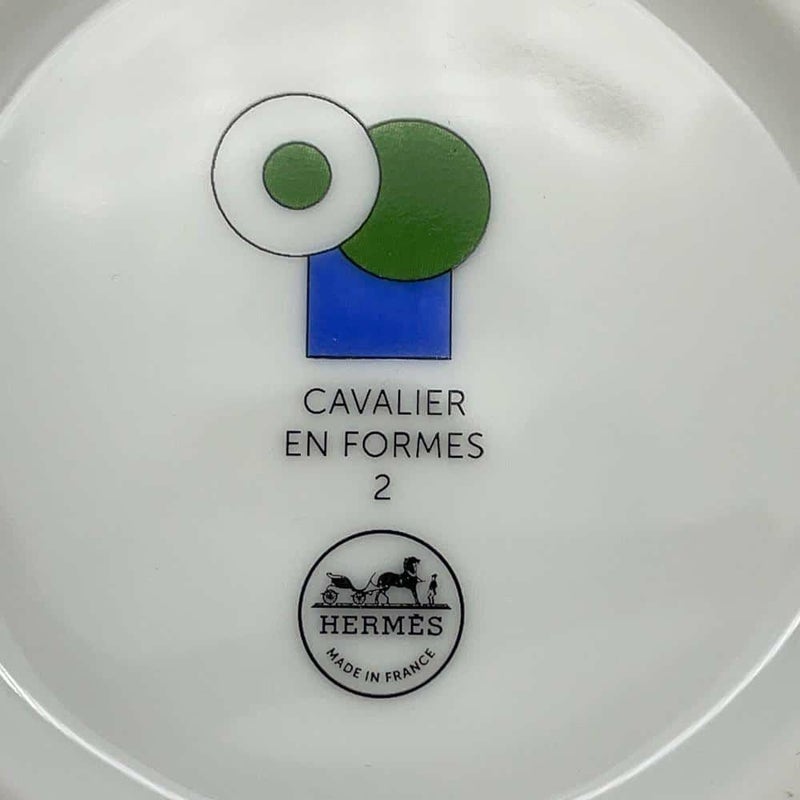 CAVALIER
EN FORMES
2
HERMÈS
MADE IN FRANCE